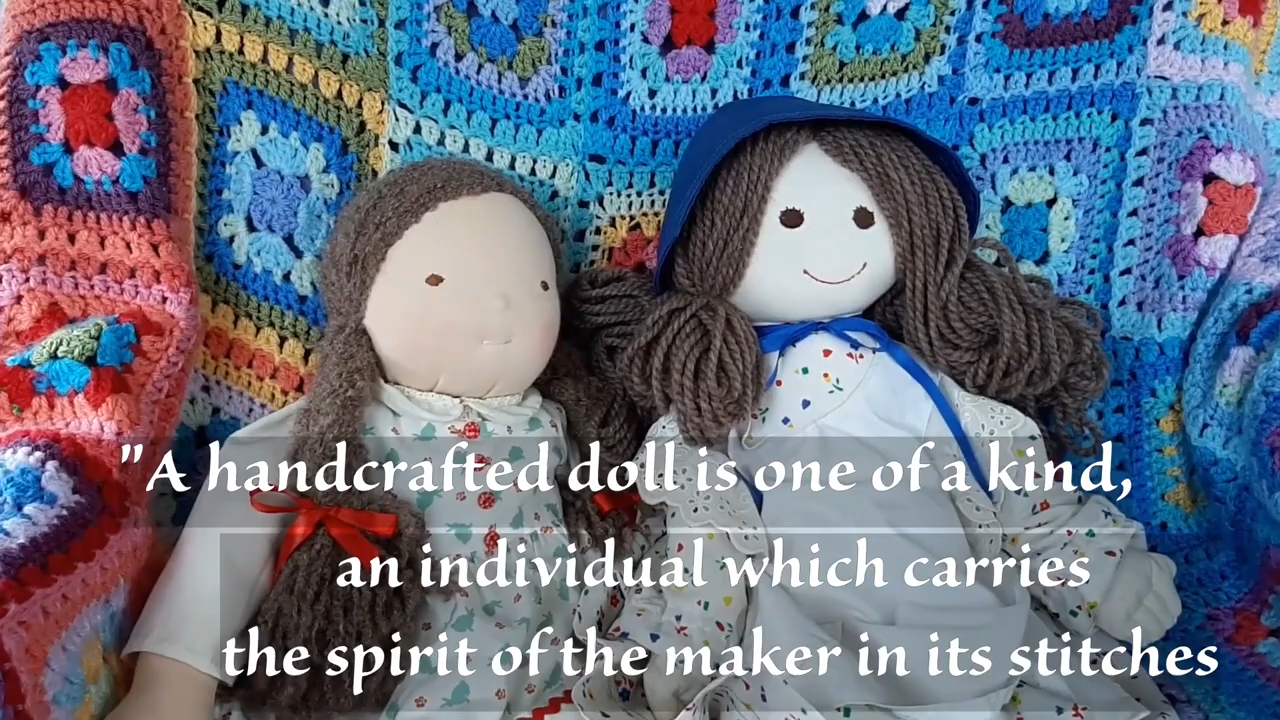 "A handcrafted doll is one of a kind,
an individual which carries
the spirit of the maker in its stitches